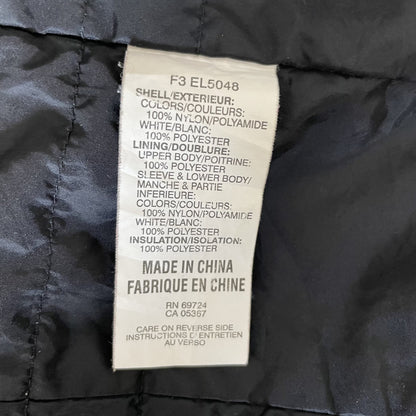 F3 EL5048
SHELL/EXTERIEUR:
COLORS/COULEURS:
100% NYLON/POLYAMIDE
WHITE/BLANC:
100% POLYESTER
LINING/DOUBLURE:
UPPER BODY/POITRINE:
100% POLYESTER
SLEEVE & LOWER BODY/
MANCHE & PARTIE
INFERIEURE:
COLORS/COULEURS:
100% NYLON/POLYAMIDE
WHITE/BLANC:
100% POLYESTER
INSULATION/ISOLATION:
100% POLYESTER
MADE IN CHINA
FABRIQUE EN CHINE
RN 69724
CA 05367
CARE ON REVERSE SIDE
INSTRUCTIONS D'ENTRETIEN
AU VERSO